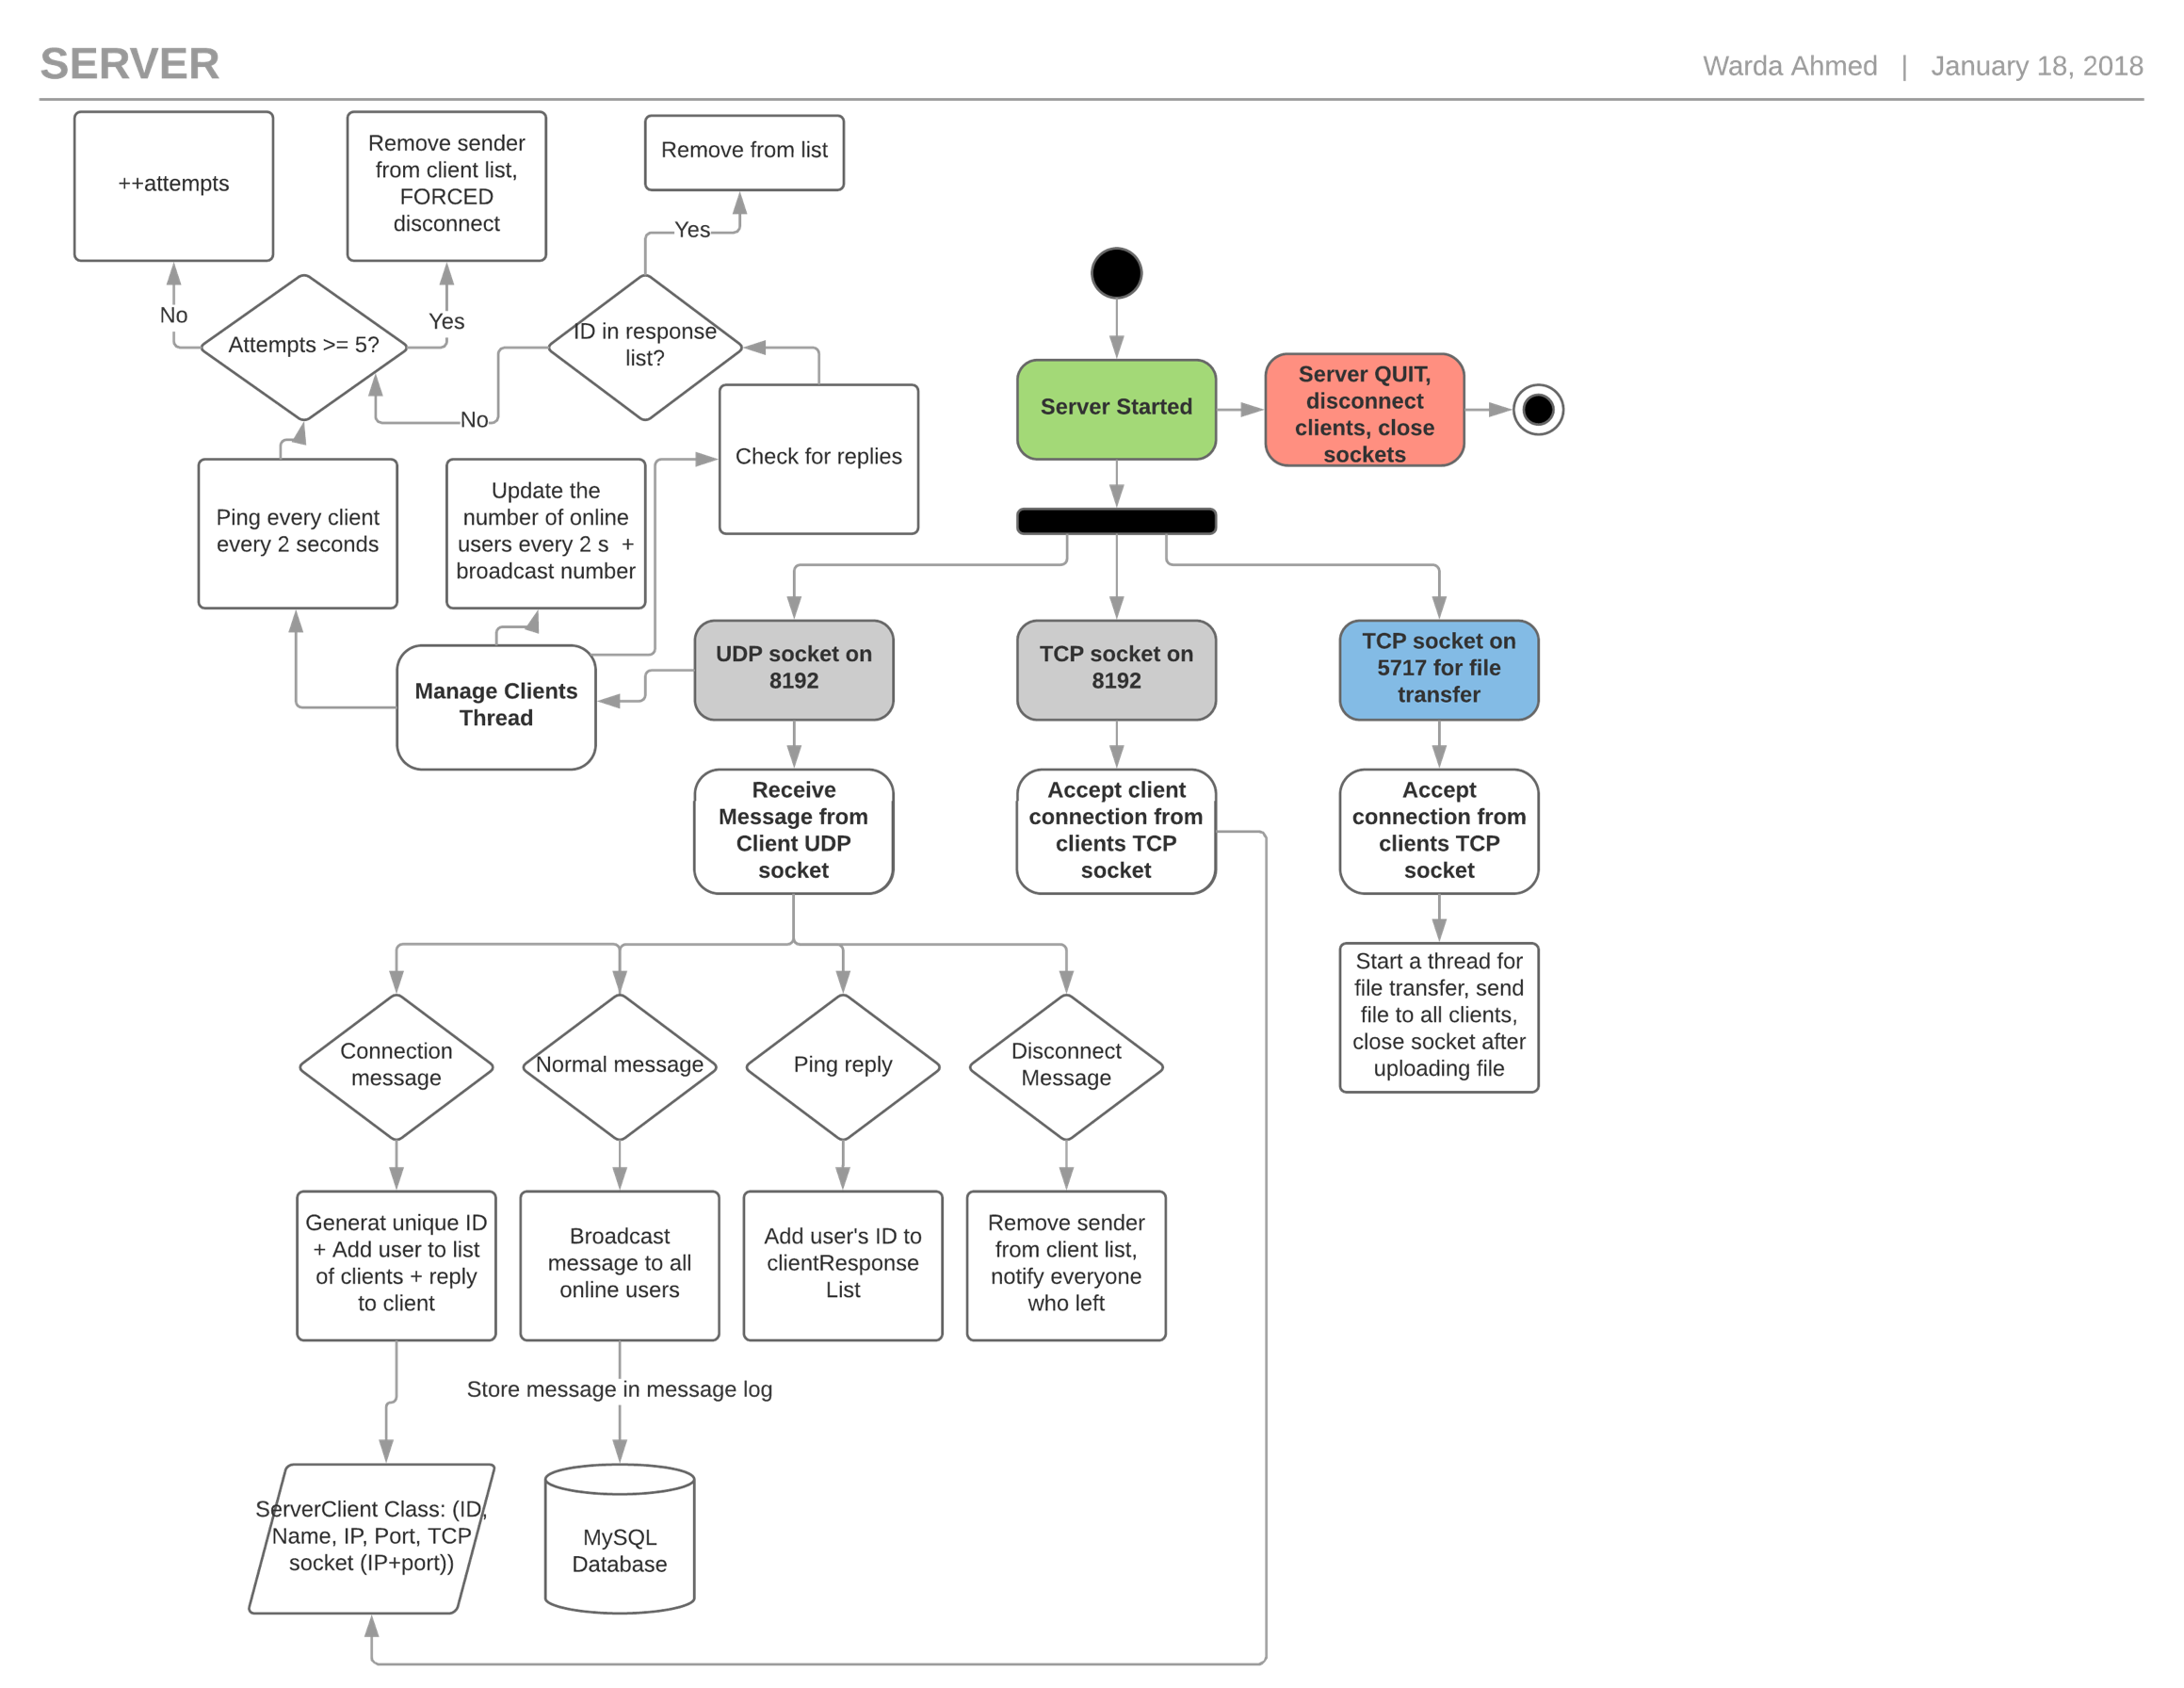 SERVER
Warda Ahmed | January 18, 2018
++attempts
Remove sender
from client list,
FORCED
disconnect
Remove from list
Yes
No
Yes
Attempts >= 5?
ID in response
list?
No
Server Started
Server QUIT,
disconnect
clients, close
sockets
Check for replies
Ping every client
every 2 seconds
Update the
number of online
users every 2 s +
broadcast number
Manage Clients
Thread
UDP socket on
8192
TCP socket on
8192
TCP socket on
5717 for file
transfer
Receive
Message from
Client UDP
socket
Accept client
connection from
clients TCP
socket
Accept
connection from
clients TCP
socket
Start a thread for
file transfer, send
file to all clients,
close socket after
uploading file
Connection
message
Normal message
Ping reply
Disconnect
Message
Generat unique ID
+ Add user to list
of clients + reply
to client
Broadcast
message to all
online users
Add user's ID to
clientResponse
List
Remove sender
from client list,
notify everyone
who left
Store message in message log
ServerClient Class: (ID,
Name, IP, Port, TCP
socket (IP+port))
MySQL
Database